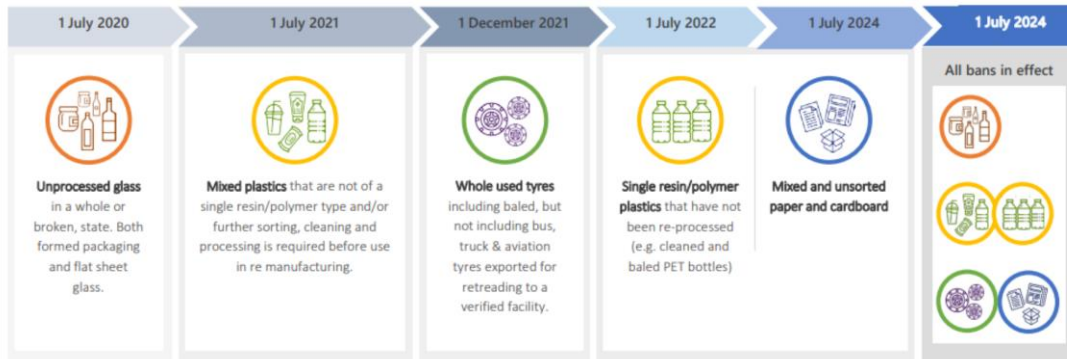 1 July 2020
1 July 2021
1 December 2021
1 July 2022
1 July 2024
1 July 2024
Unprocessed glass
in a whole or
broken, state. Both
formed packaging
and flat sheet
glass.
Mixed plastics that are not of a
single resin/polymer type and/or
further sorting, cleaning and
processing is required before use
in re manufacturing.
Whole used tyres
including baled, but
not including bus,
truck & aviation
tyres exported for
retreading to a
verified facility.
Single resin/polymer
plastics that have not
been re-processed
(e.g. cleaned and
baled PET bottles)
Mixed and unsorted
paper and cardboard
All bans in effect